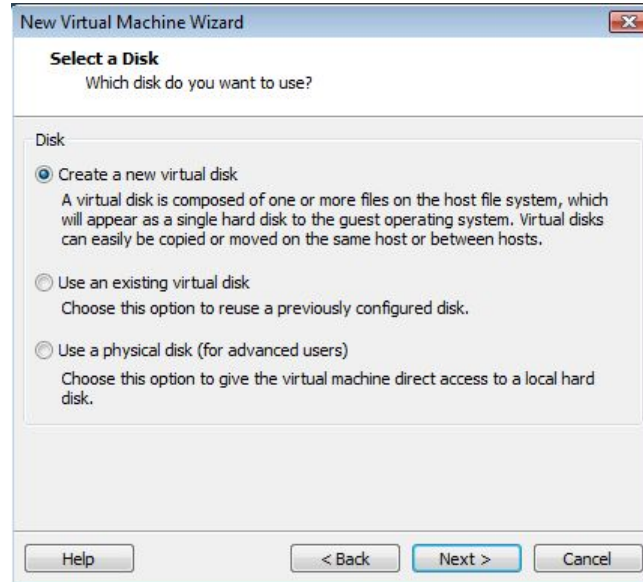 New Virtual Machine Wizard
Select a Disk
Which disk do you want to use?
Disk
Create a new virtual disk
A virtual disk is composed of one or more files on the host file system, which
will appear as a single hard disk to the guest operating system. Virtual disks
can easily be copied or moved on the same host or between hosts.
Use an existing virtual disk
Choose this option to reuse a previously configured disk.
Use a physical disk (for advanced users)
Choose this option to give the virtual machine direct access to a local hard
disk.
Help
< Back
Next >
Cancel